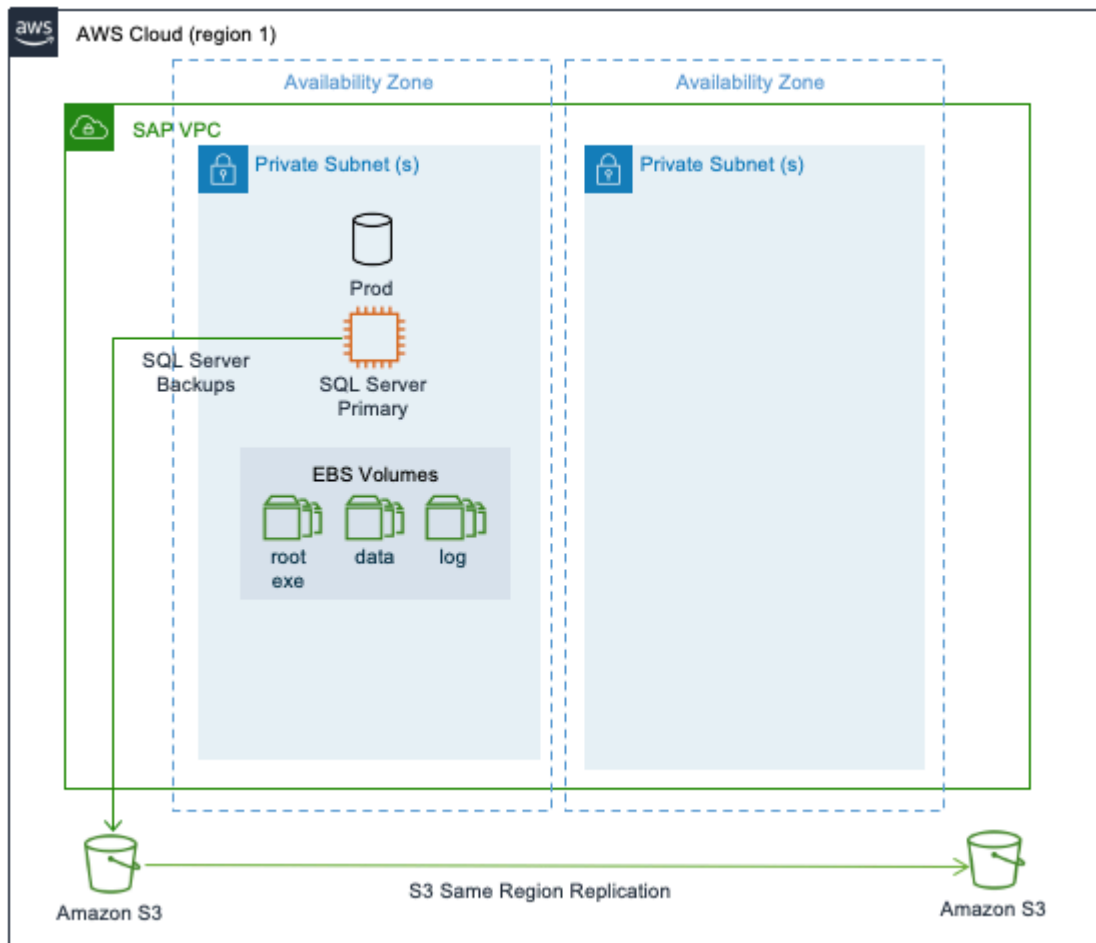 aws
AWS Cloud (region 1)
Availability Zone
Availability Zone
SAP VPC
Private Subnet (s)
Private Subnet (s)
Prod
SQL Server
Backups
SQL Server
Primary
EBS Volumes
root
exe
data
log
S3 Same Region Replication
Amazon S3
Amazon S3